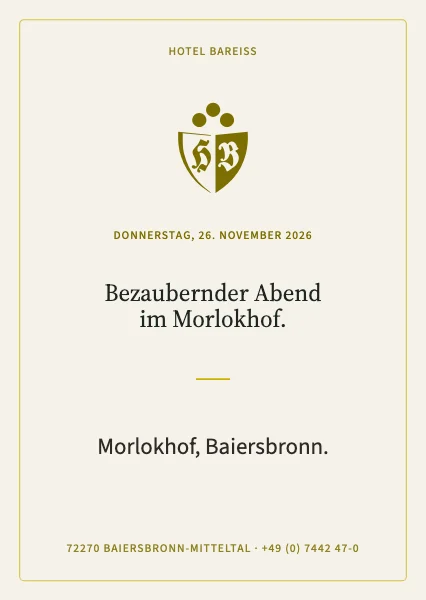 HOTEL BAREISS
H B
DONNERSTAG, 26. NOVEMBER 2026
Bezaubernder Abend
im Morlokhof.
Morlokhof, Baiersbronn.
72270 BAIERSBRONN-MITTELTAL · +49 (0) 7442 47-0